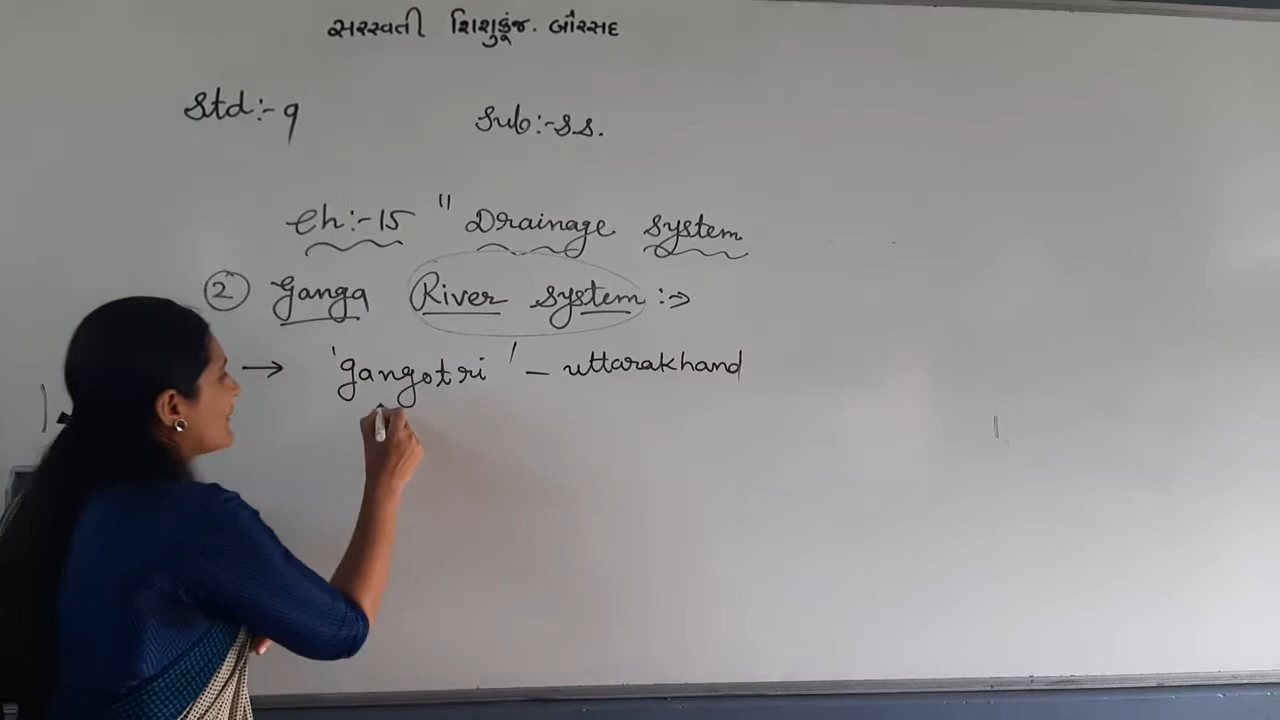 સરસ્વતી શિશુકૂંજ. બોરસદ
Std:- 9 Sub:- S.S.
Ch:- 15 " Drainage system
② Ganga River system :⇒
→ 'Gangotri' – uttarakhand